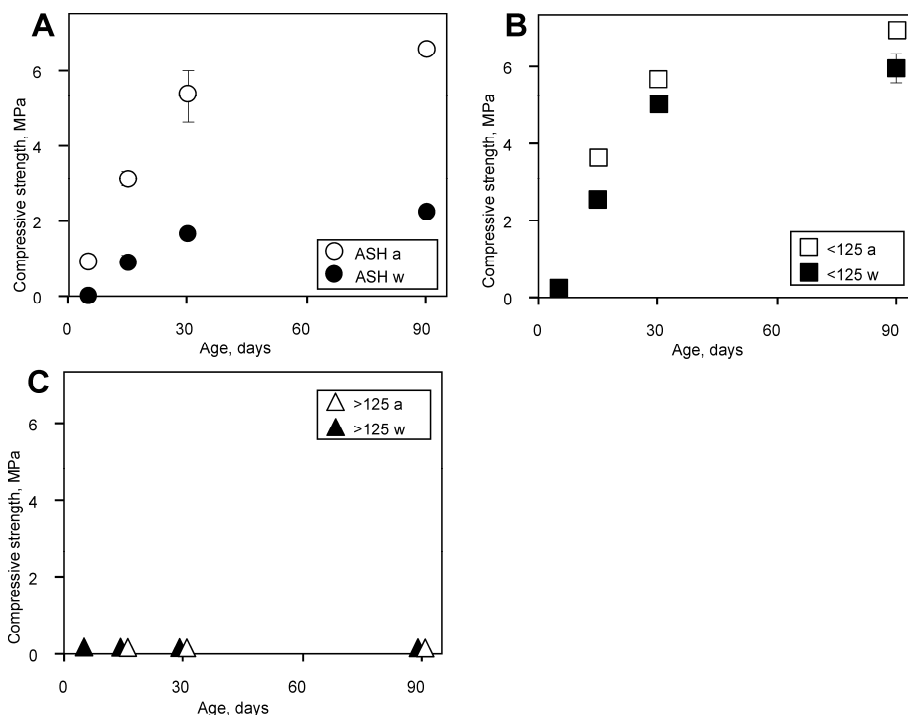 A
Compressive strength, MPa
6
4
2
0
0 30 60 90
Age, days
ASH a
ASH w
B
Compressive strength, MPa
6
4
2
0
0 30 60 90
Age, days
<125 a
<125 w
C
Compressive strength, MPa
6
4
2
0
0 30 60 90
Age, days
>125 a
>125 w